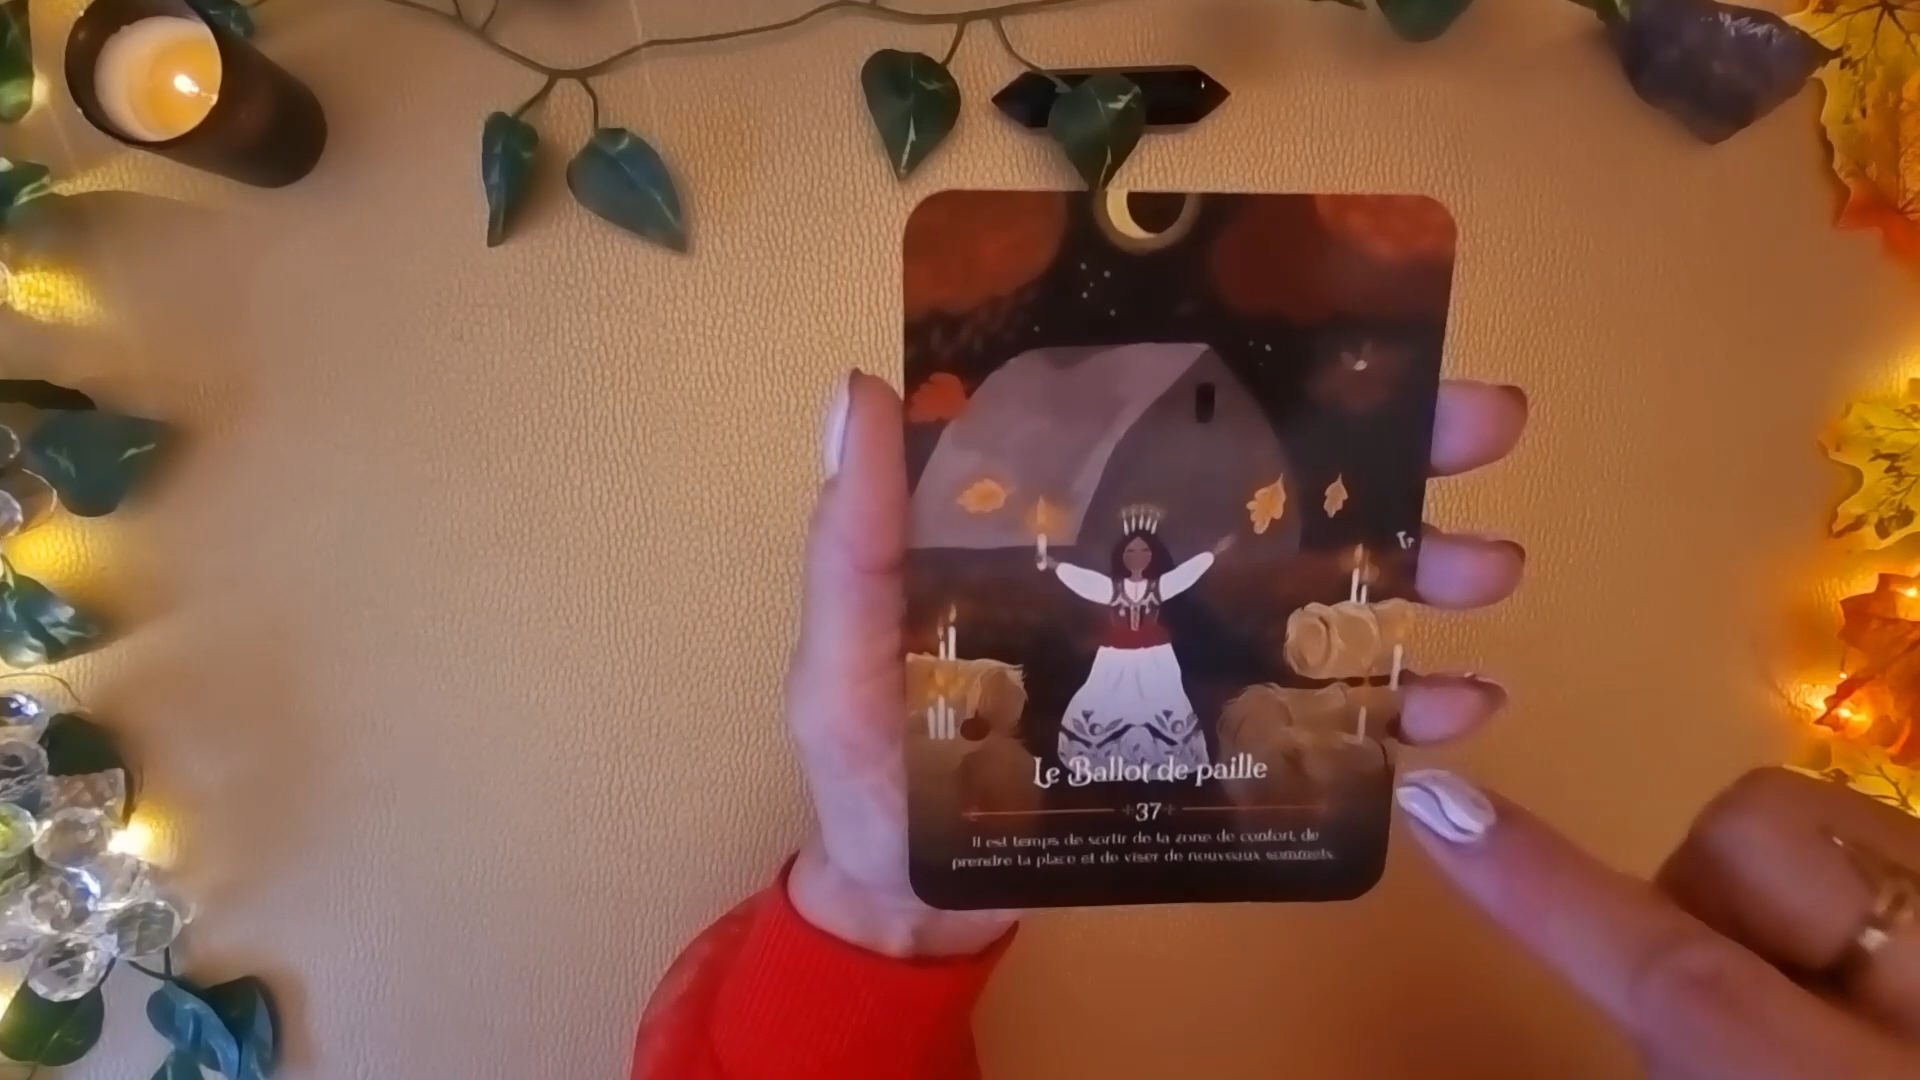 Le Ballot de paille
37
Il est temps de sortir de la zone de confort, de
prendre ta place et de viser de nouveaux sommets.